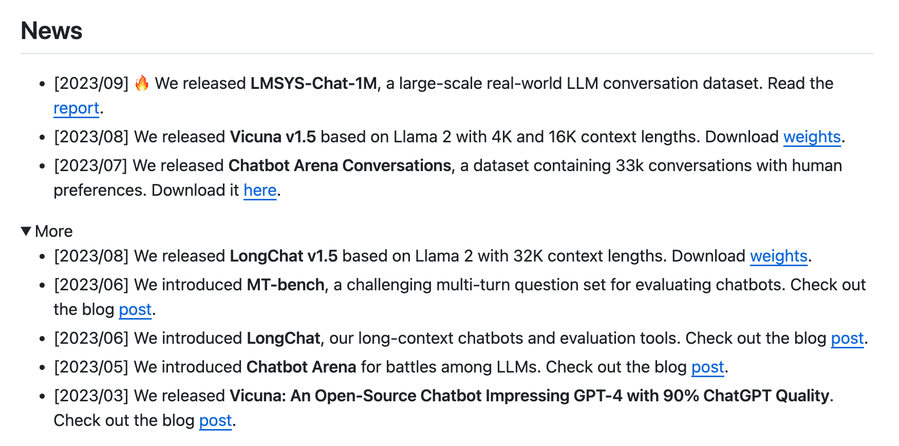 News
[2023/09] 🔥 We released LMSYS-Chat-1M, a large-scale real-world LLM conversation dataset. Read the
report.
[2023/08] We released Vicuna v1.5 based on Llama 2 with 4K and 16K context lengths. Download weights.
[2023/07] We released Chatbot Arena Conversations, a dataset containing 33k conversations with human
preferences. Download it here.
▼ More
[2023/08] We released LongChat v1.5 based on Llama 2 with 32K context lengths. Download weights.
[2023/06] We introduced MT-bench, a challenging multi-turn question set for evaluating chatbots. Check out
the blog post.
[2023/06] We introduced LongChat, our long-context chatbots and evaluation tools. Check out the blog post.
[2023/05] We introduced Chatbot Arena for battles among LLMs. Check out the blog post.
[2023/03] We released Vicuna: An Open-Source Chatbot Impressing GPT-4 with 90% ChatGPT Quality.
Check out the blog post.